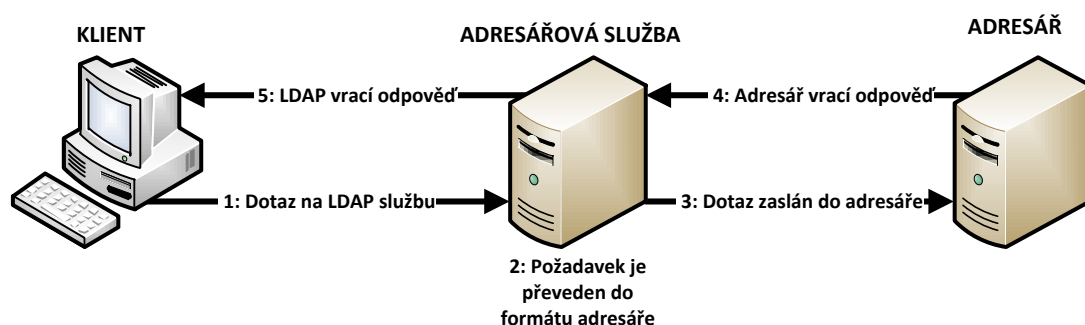 KLIENT
ADRESÁŘOVÁ SLUŽBA
ADRESÁŘ
5: LDAP vrací odpověď
4: Adresář vrací odpověď
1: Dotaz na LDAP službu
3: Dotaz zaslán do adresáře
2: Požadavek je
převeden do
formátu adresáře